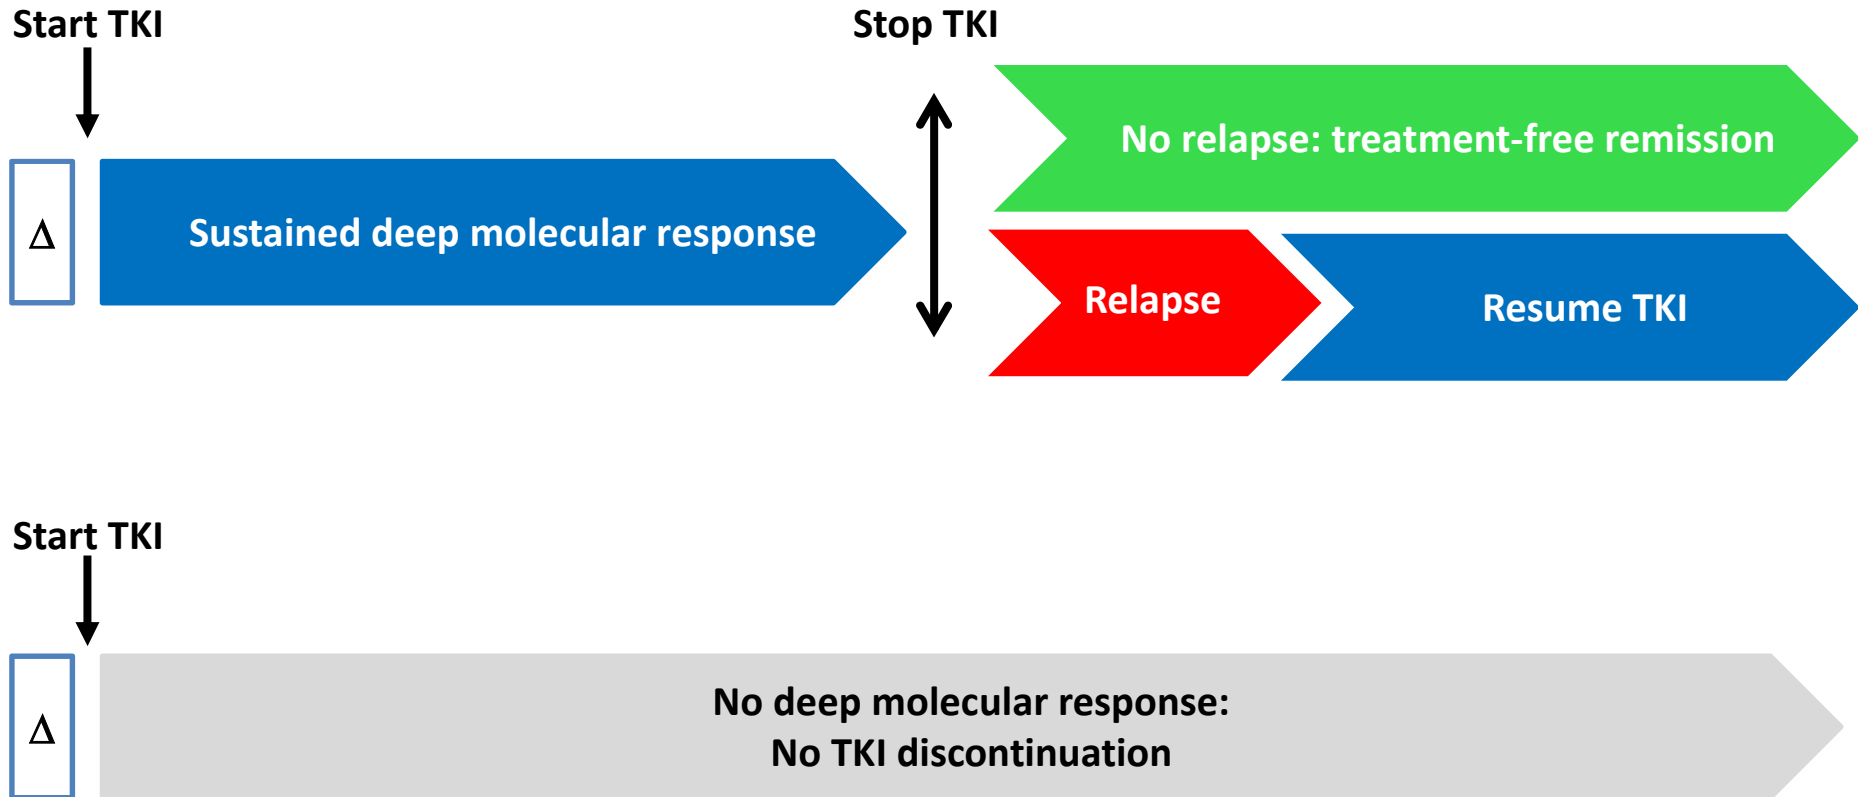 Start TKI
Stop TKI
No relapse: treatment-free remission
Δ
Sustained deep molecular response
Relapse
Resume TKI
Start TKI
Δ
No deep molecular response:
No TKI discontinuation